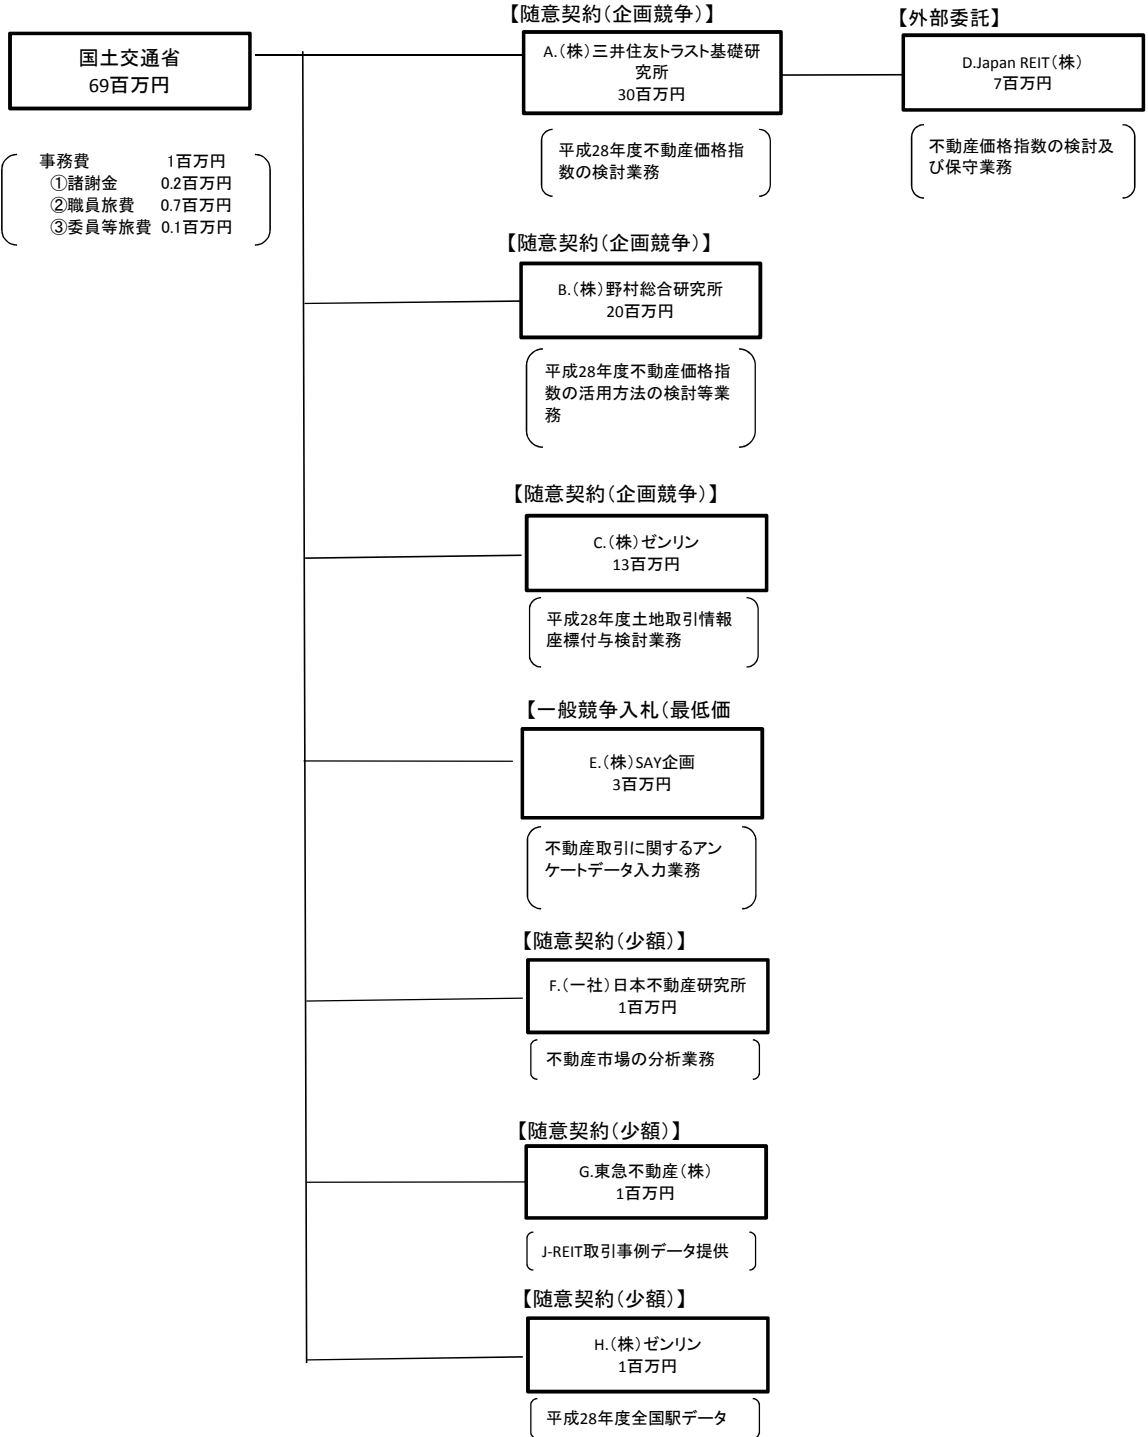 国土交通省
69百万円
事務費 1百万円
①諸謝金 0.2百万円
②職員旅費 0.7百万円
③委員等旅費 0.1百万円
【随意契約(企画競争)】
A.(株)三井住友トラスト基礎研
究所
30百万円
平成28年度不動産価格指
数の検討業務
【外部委託】
D.Japan REIT(株)
7百万円
不動産価格指数の検討及
び保守業務
【随意契約(企画競争)】
B.(株)野村総合研究所
20百万円
平成28年度不動産価格指
数の活用方法の検討等業
務
【随意契約(企画競争)】
C.(株)ゼンリン
13百万円
平成28年度土地取引情報
座標付与検討業務
【一般競争入札(最低価
E.(株)SAY企画
3百万円
不動産取引に関するアン
ケートデータ入力業務
【随意契約(少額)】
F.(一社)日本不動産研究所
1百万円
不動産市場の分析業務
【随意契約(少額)】
G.東急不動産(株)
1百万円
J-REIT取引事例データ提供
【随意契約(少額)】
H.(株)ゼンリン
1百万円
平成28年度全国駅データ